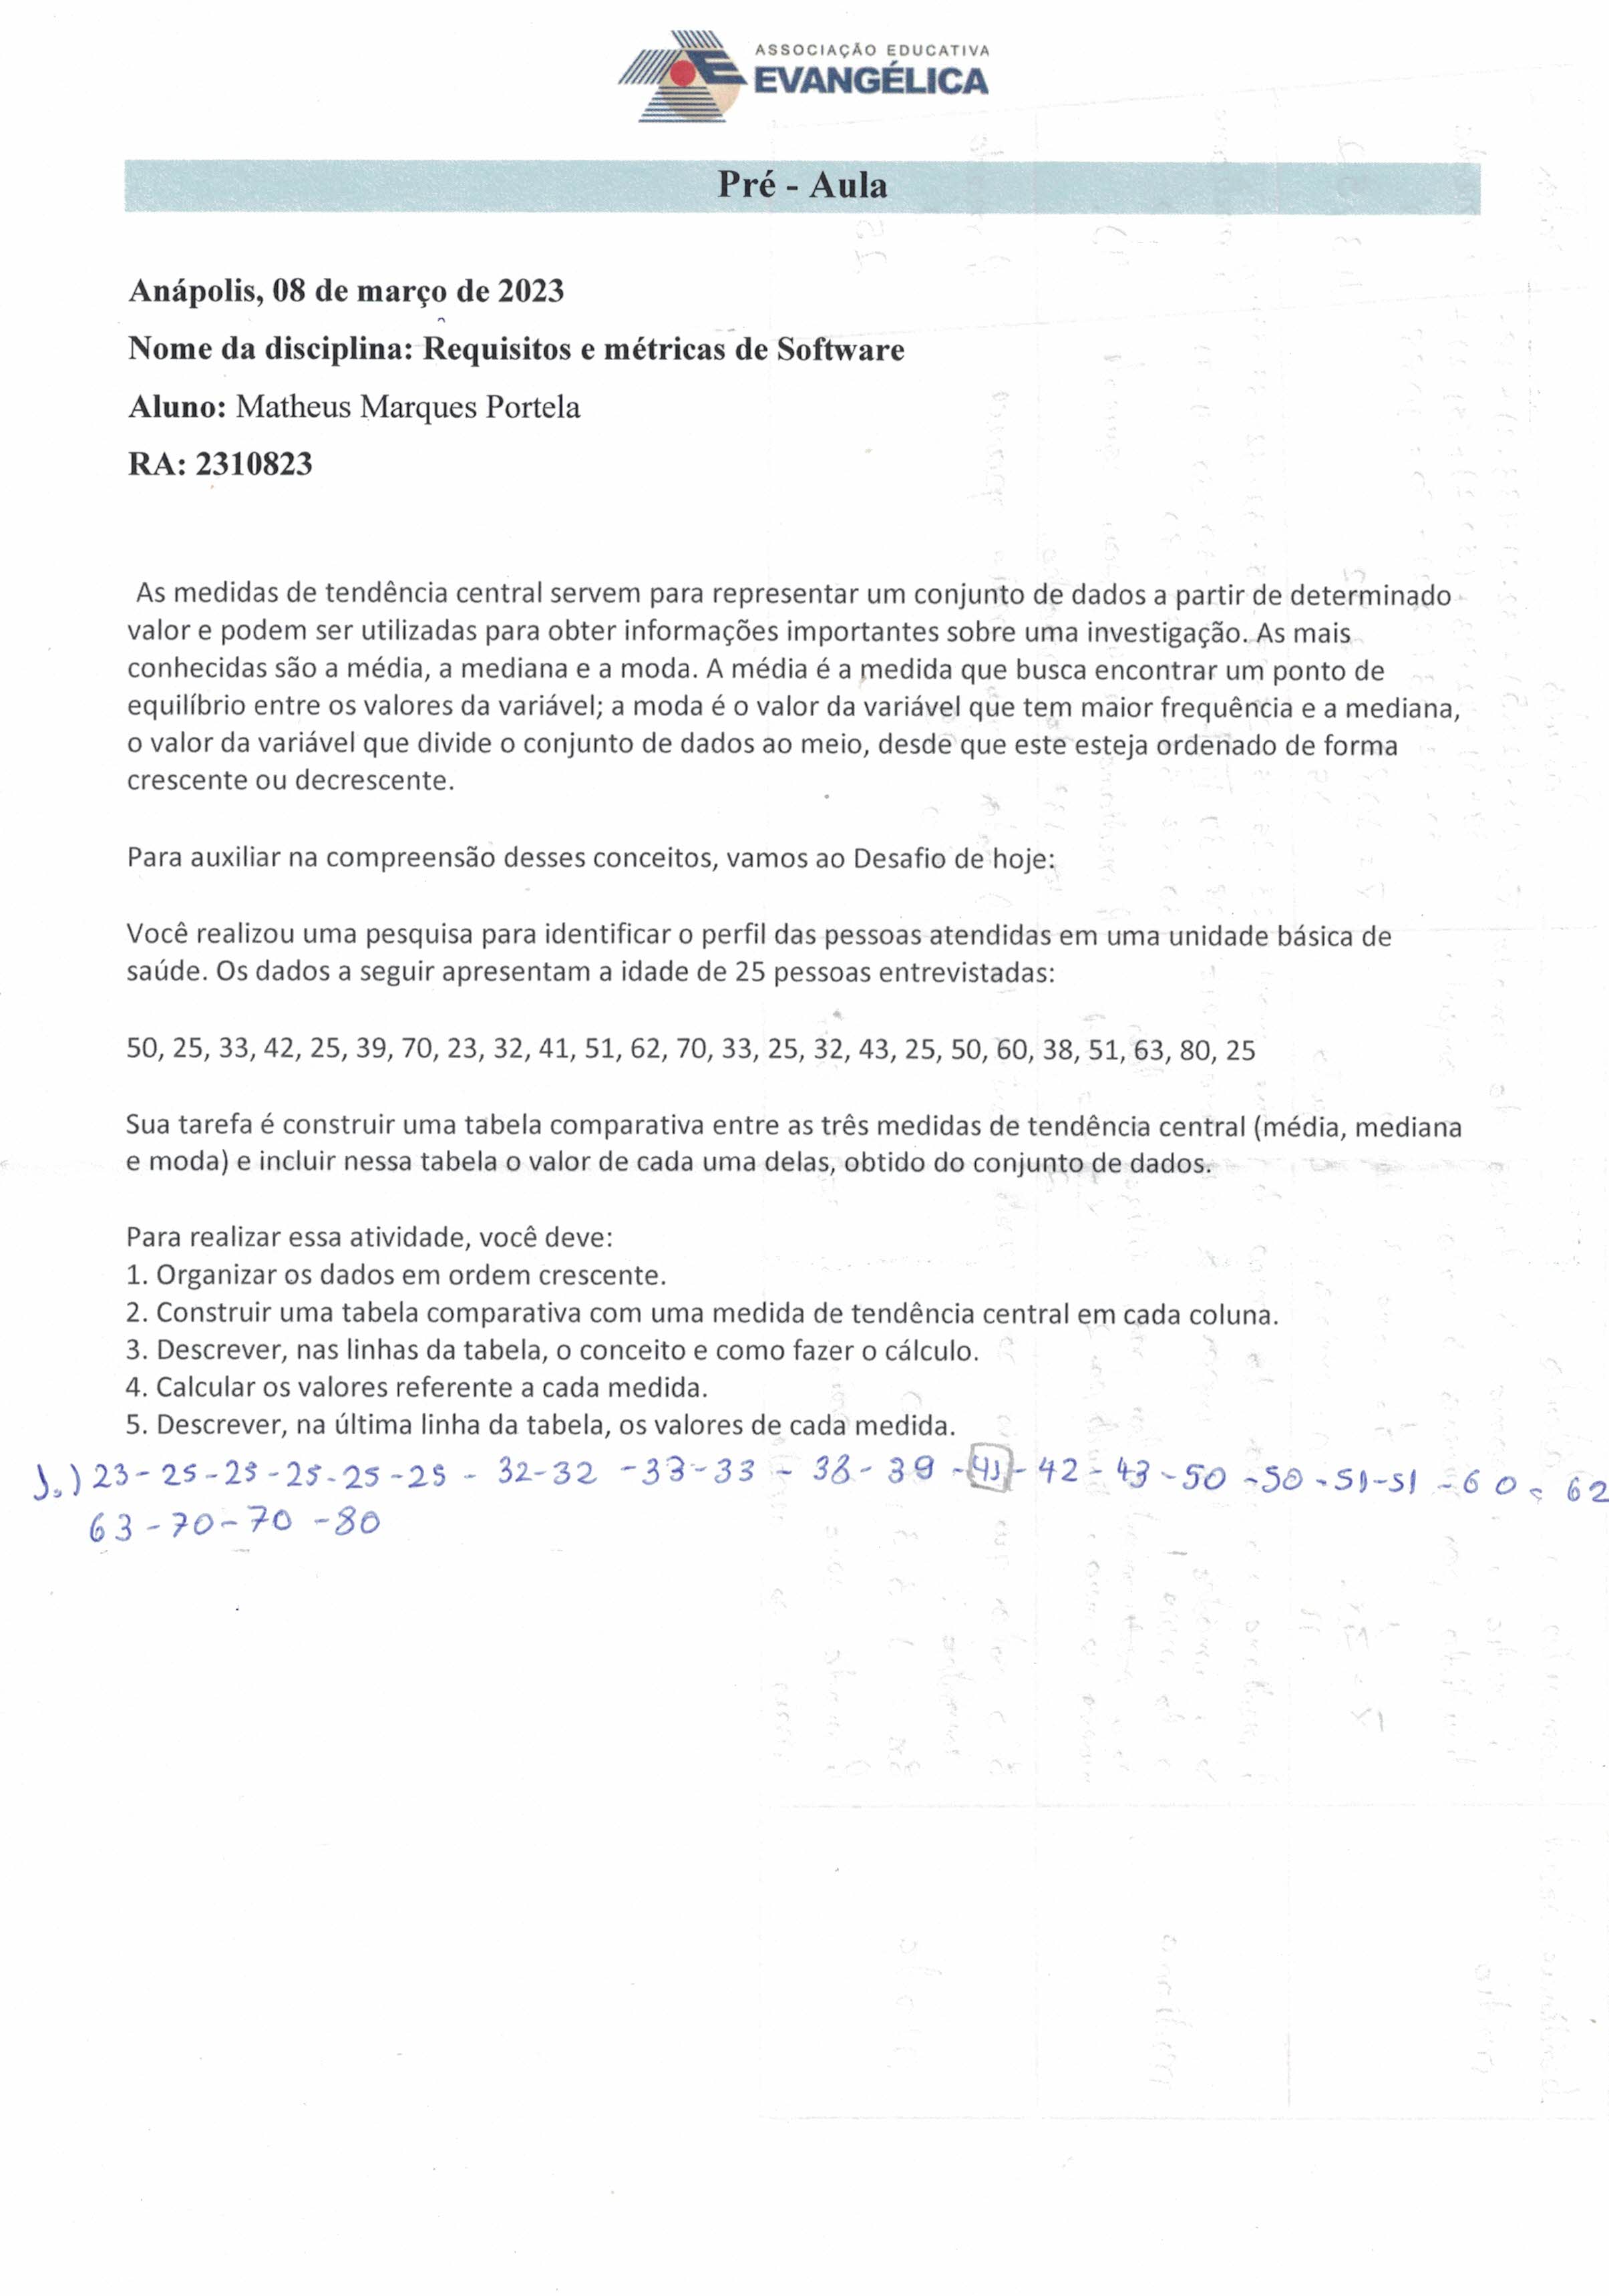 ASSOCIAÇÃO EDUCATIVA
EVANGÉLICA
Pré - Aula
Anápolis, 08 de março de 2023
Nome da disciplina: Requisitos e métricas de Software
Aluno: Matheus Marques Portela
RA: 2310823
As medidas de tendência central servem para representar um conjunto de dados a partir de determinado
valor e podem ser utilizadas para obter informações importantes sobre uma investigação. As mais
conhecidas são a média, a mediana e a moda. A média é a medida que busca encontrar um ponto de
equilíbrio entre os valores da variável; a moda é o valor da variável que tem maior frequência e a mediana,
o valor da variável que divide o conjunto de dados ao meio, desde que este esteja ordenado de forma
crescente ou decrescente.
Para auxiliar na compreensão desses conceitos, vamos ao Desafio de hoje:
Você realizou uma pesquisa para identificar o perfil das pessoas atendidas em uma unidade básica de
saúde. Os dados a seguir apresentam a idade de 25 pessoas entrevistadas:
50, 25, 33, 42, 25, 39, 70, 23, 32, 41, 51, 62, 70, 33, 25, 32, 43, 25, 50, 60, 38, 51, 63, 80, 25
Sua tarefa é construir uma tabela comparativa entre as três medidas de tendência central (média, mediana
e moda) e incluir nessa tabela o valor de cada uma delas, obtido do conjunto de dados.
Para realizar essa atividade, você deve:
1. Organizar os dados em ordem crescente.
2. Construir uma tabela comparativa com uma medida de tendência central em cada coluna.
3. Descrever, nas linhas da tabela, o conceito e como fazer o cálculo.
4. Calcular os valores referente a cada medida.
5. Descrever, na última linha da tabela, os valores de cada medida.
1.) 23 - 25 - 25 - 25 - 25 - 25 - 32 - 32 - 33 - 33 - 38 - 39 - 41 - 42 - 43 - 50 - 50 - 51 - 51 - 60 - 62
63 - 70 - 70 - 80